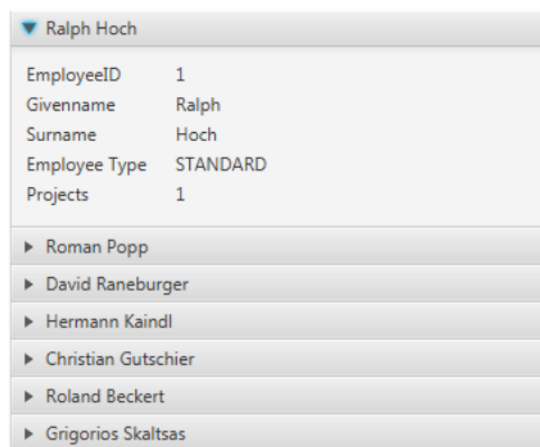 Ralph Hoch
EmployeeID 1
Givenname Ralph
Surname Hoch
Employee Type STANDARD
Projects 1
Roman Popp
David Raneburger
Hermann Kaindl
Christian Gutschier
Roland Beckert
Grigorios Skaltsas